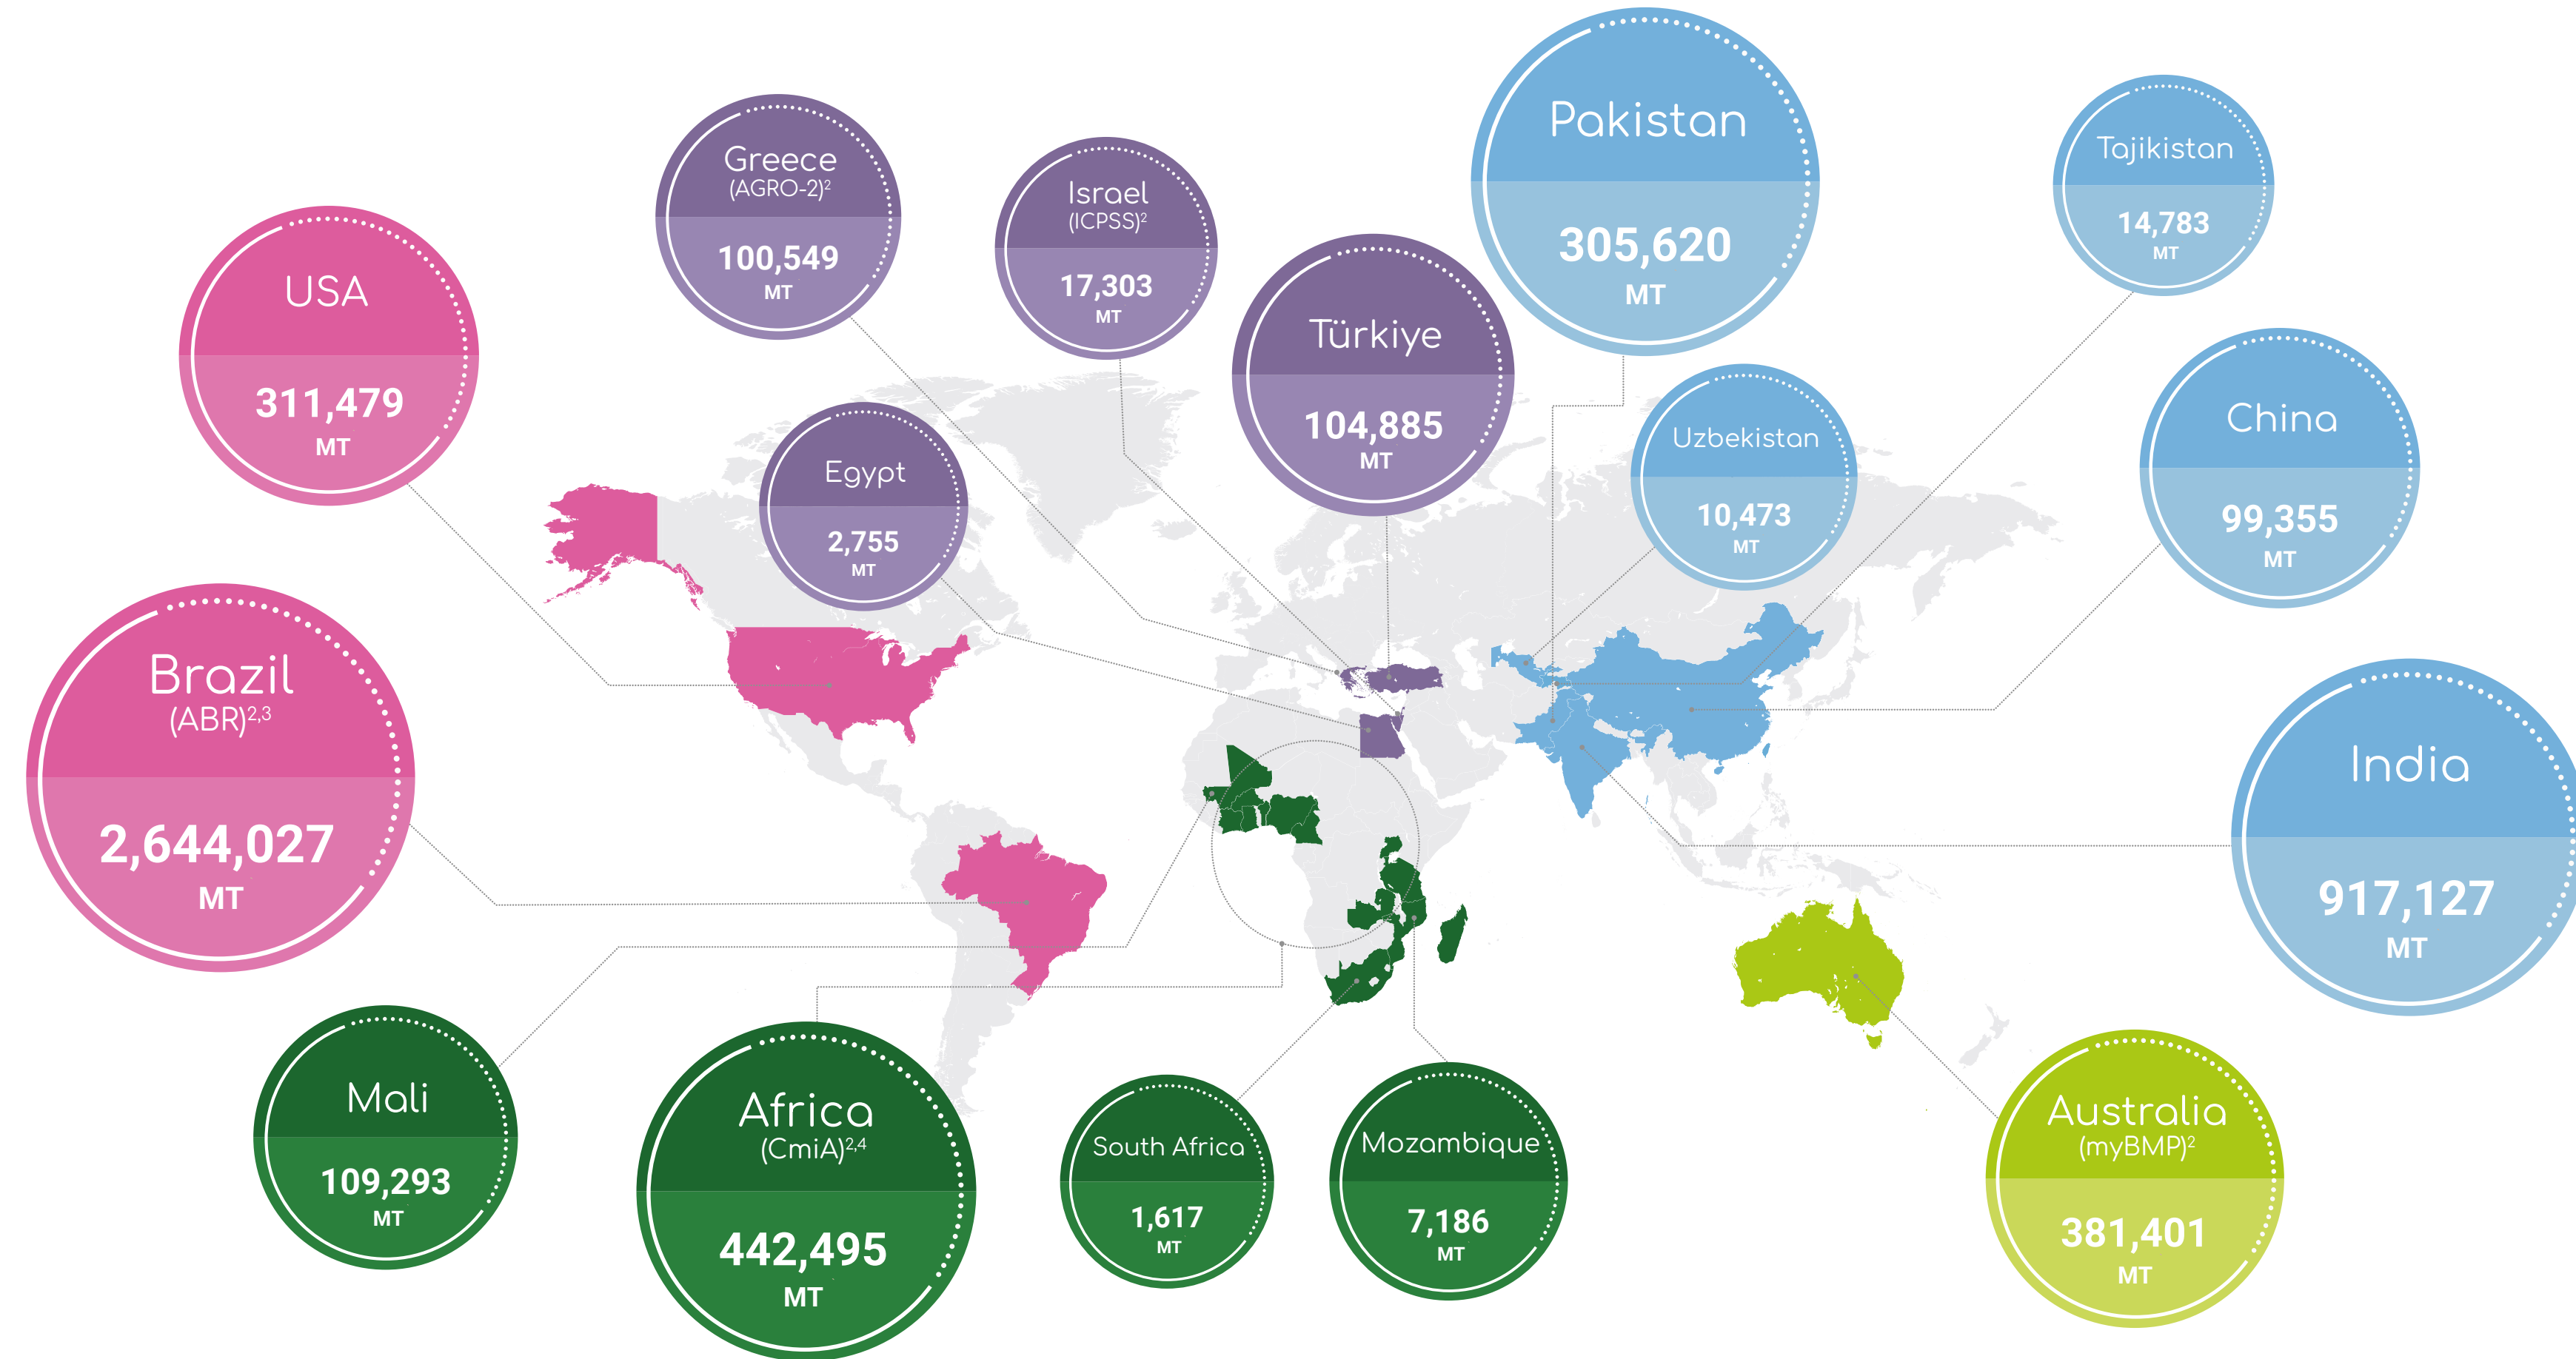 Pakistan
305,620
MT
Tajikistan
14,783
MT
Greece
(AGRO-2)²
100,549
MT
Israel
(ICPSS)²
17,303
MT
USA
311,479
MT
Türkiye
104,885
MT
Uzbekistan
10,473
MT
China
99,355
MT
Egypt
2,755
MT
Brazil
(ABR)²,³
2,644,027
MT
India
917,127
MT
Mali
109,293
MT
Africa
(CmiA)²,⁴
442,495
MT
South Africa
1,617
MT
Mozambique
7,186
MT
Australia
(myBMP)²
381,401
MT